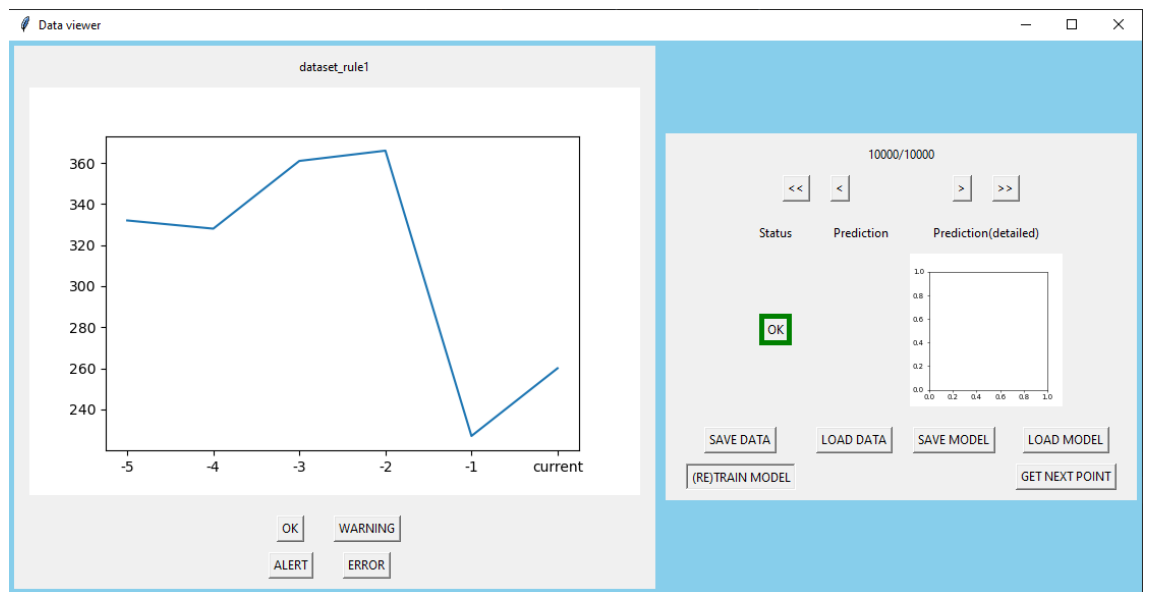 Data viewer
dataset_rule1
360
340
320
300
280
260
240
-5 -4 -3 -2 -1 current
OK WARNING
ALERT ERROR
10000/10000
<< < > >>
Status Prediction Prediction(detailed)
OK
1.0
0.8
0.6
0.4
0.2
0.0
0.0 0.2 0.4 0.6 0.8 1.0
SAVE DATA LOAD DATA SAVE MODEL LOAD MODEL
(RE)TRAIN MODEL GET NEXT POINT